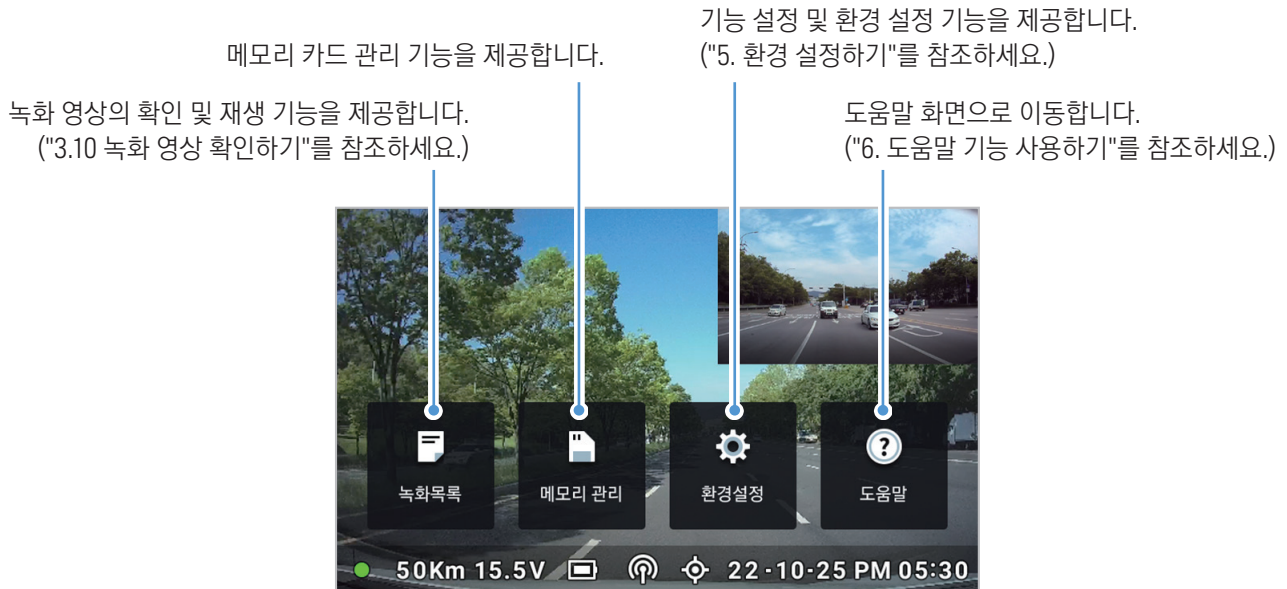 기능 설정 및 환경 설정 기능을 제공합니다.
("5. 환경 설정하기"를 참조하세요.)
메모리 카드 관리 기능을 제공합니다.
녹화 영상의 확인 및 재생 기능을 제공합니다.
("3.10 녹화 영상 확인하기"를 참조하세요.)
도움말 화면으로 이동합니다.
("6. 도움말 기능 사용하기"를 참조하세요.)
녹화목록
메모리 관리
환경설정
?
도움말
50Km 15.5V 22-10-25 PM 05:30